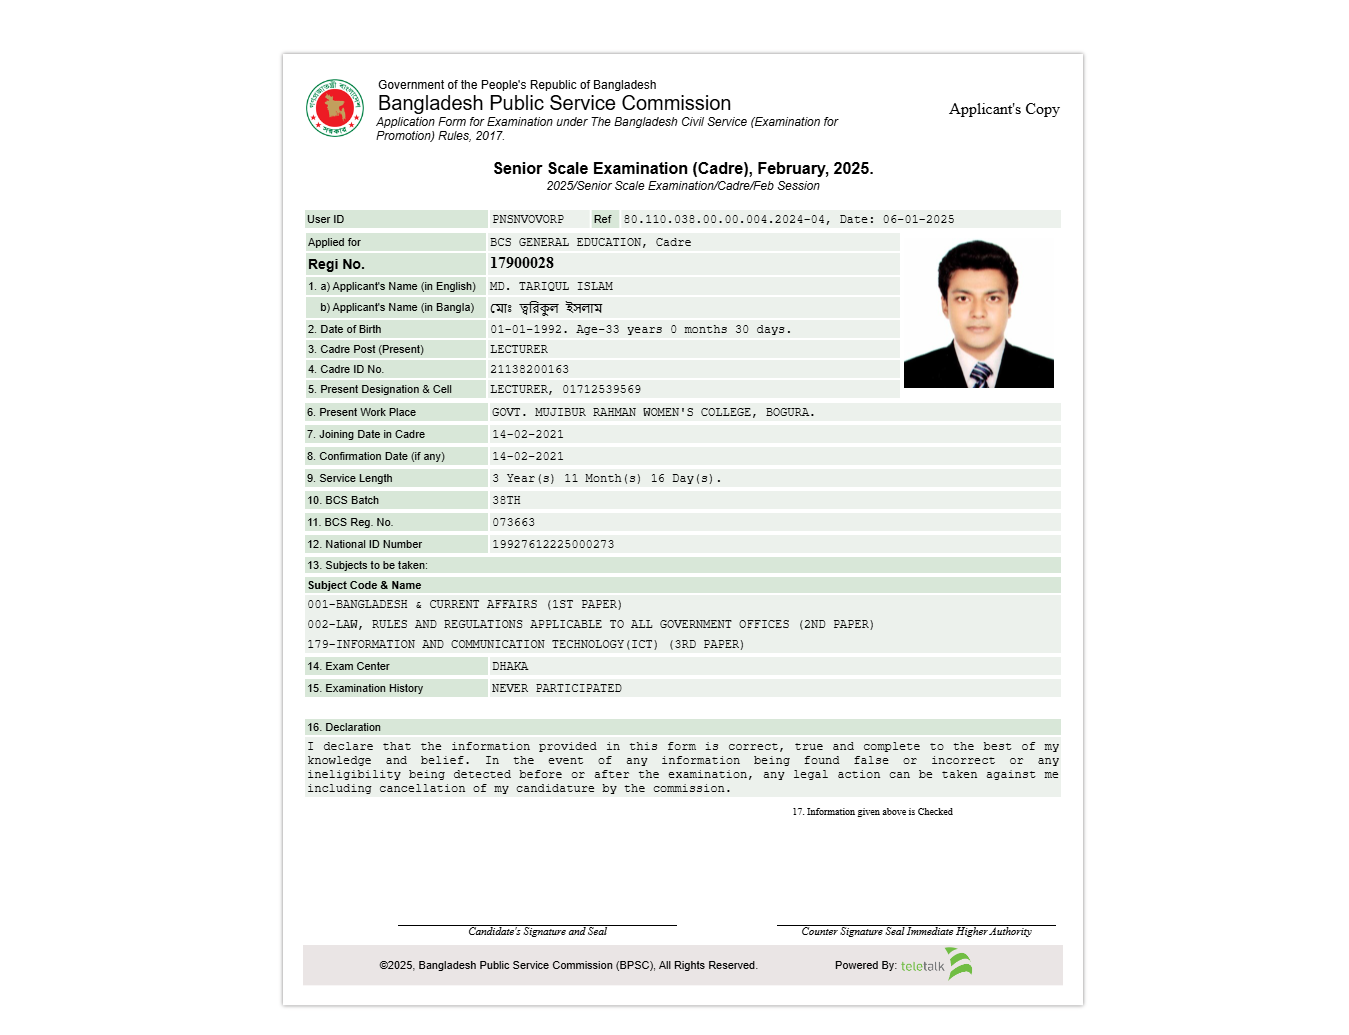 গণপ্রজাতন্ত্রী বাংলাদেশ
সরকার
Government of the People's Republic of Bangladesh
Bangladesh Public Service Commission
Application Form for Examination under The Bangladesh Civil Service (Examination for
Promotion) Rules, 2017.
Applicant's Copy
Senior Scale Examination (Cadre), February, 2025.
2025/Senior Scale Examination/Cadre/Feb Session
User ID PNSNVOVORP Ref 80.110.038.00.00.004.2024-04, Date: 06-01-2025
Applied for BCS GENERAL EDUCATION, Cadre
Regi No. 17900028
1. a) Applicant's Name (in English) MD. TARIQUL ISLAM
b) Applicant's Name (in Bangla) মোঃ ত্বরিকুল ইসলাম
2. Date of Birth 01-01-1992. Age-33 years 0 months 30 days.
3. Cadre Post (Present) LECTURER
4. Cadre ID No. 21138200163
5. Present Designation & Cell LECTURER, 01712539569
6. Present Work Place GOVT. MUJIBUR RAHMAN WOMEN'S COLLEGE, BOGURA.
7. Joining Date in Cadre 14-02-2021
8. Confirmation Date (if any) 14-02-2021
9. Service Length 3 Year(s) 11 Month(s) 16 Day(s).
10. BCS Batch 38TH
11. BCS Reg. No. 073663
12. National ID Number 19927612225000273
13. Subjects to be taken:
Subject Code & Name
001-BANGLADESH & CURRENT AFFAIRS (1ST PAPER)
002-LAW, RULES AND REGULATIONS APPLICABLE TO ALL GOVERNMENT OFFICES (2ND PAPER)
179-INFORMATION AND COMMUNICATION TECHNOLOGY(ICT) (3RD PAPER)
14. Exam Center DHAKA
15. Examination History NEVER PARTICIPATED
16. Declaration
I declare that the information provided in this form is correct, true and complete to the best of my
knowledge and belief. In the event of any information being found false or incorrect or any
ineligibility being detected before or after the examination, any legal action can be taken against me
including cancellation of my candidature by the commission.
17. Information given above is Checked
Candidate's Signature and Seal
Counter Signature Seal Immediate Higher Authority
©2025, Bangladesh Public Service Commission (BPSC), All Rights Reserved.
Powered By: teletalk